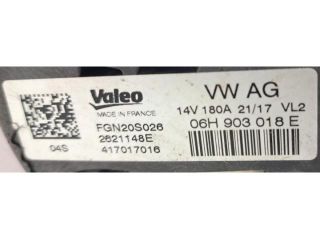 Valeo
MADE IN FRANCE
FGN20S026
2621148E
417017016
04S
VW AG
14V 180A 21/17 VL2
06H 903 018 E